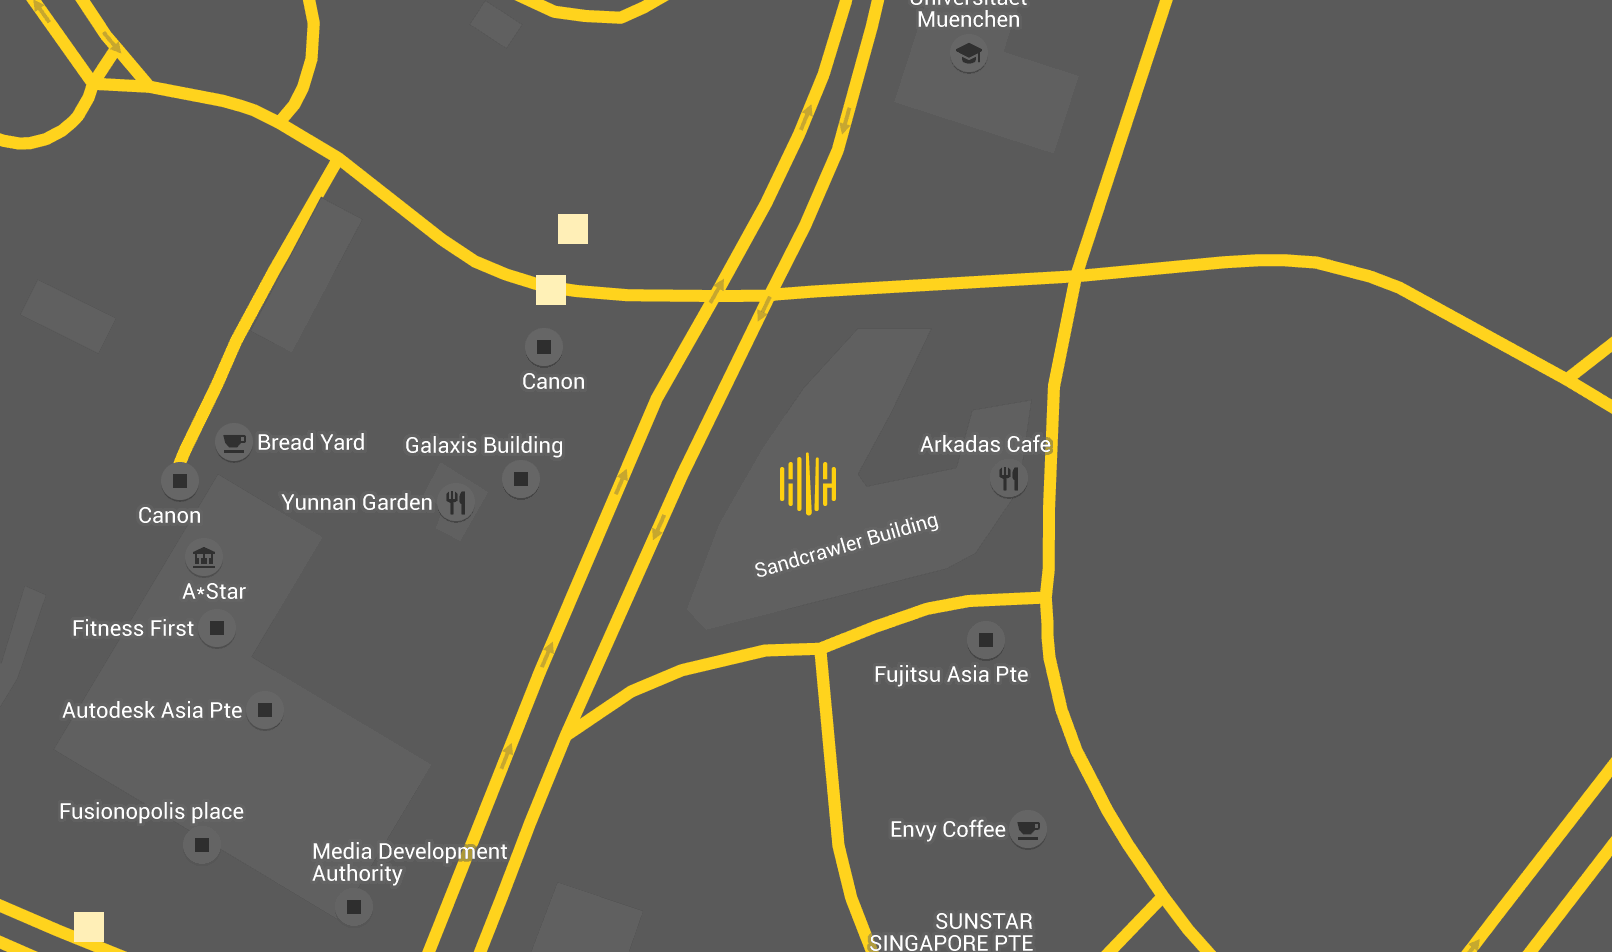 Universitaet
Muenchen
Canon
Bread Yard
Galaxis Building
Arkadas Cafe
Yunnan Garden
Canon
Sandcrawler Building
A*Star
Fitness First
Fujitsu Asia Pte
Autodesk Asia Pte
Fusionopolis place
Envy Coffee
Media Development
Authority
SUNSTAR
SINGAPORE PTE